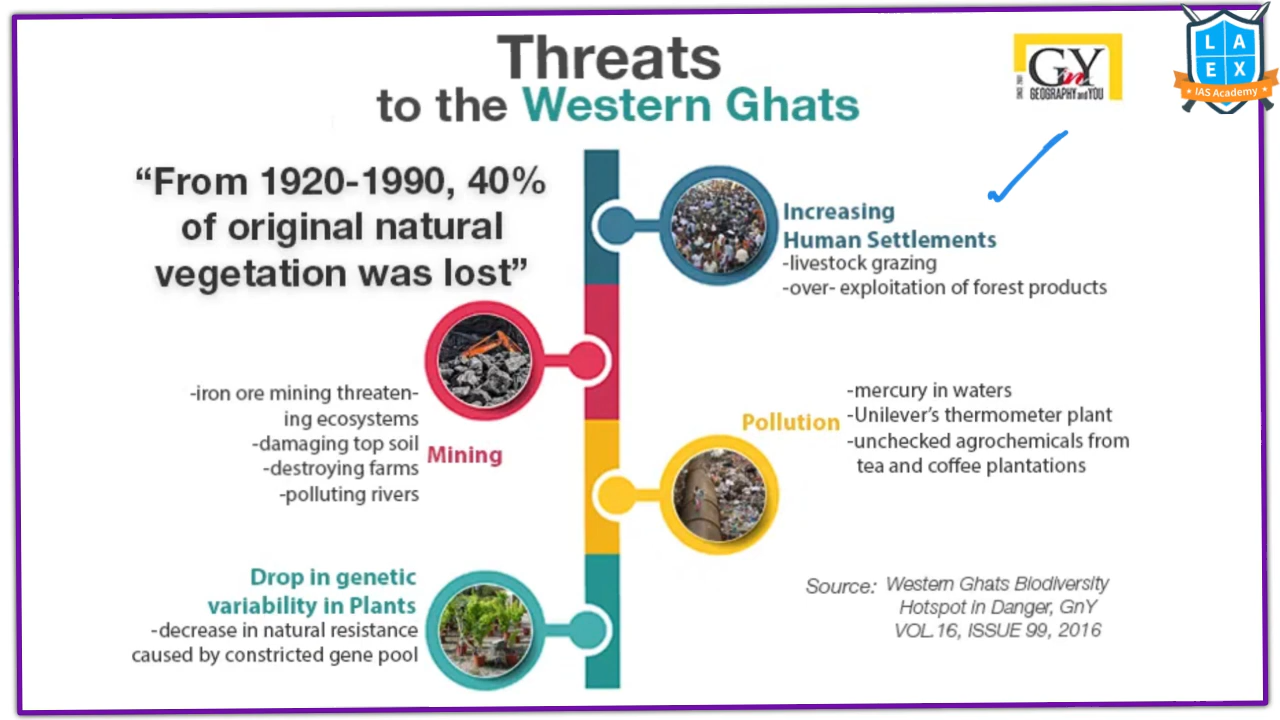 Threats
to the Western Ghats
GnY
SINCE 2001
GEOGRAPHY and YOU
L A
E X
IAS Academy
“From 1920-1990, 40%
of original natural
vegetation was lost”
Increasing
Human Settlements
-livestock grazing
-over- exploitation of forest products
-iron ore mining threaten-
ing ecosystems
-damaging top soil
-destroying farms
-polluting rivers
Mining
Pollution
-mercury in waters
-Unilever’s thermometer plant
-unchecked agrochemicals from
tea and coffee plantations
Drop in genetic
variability in Plants
-decrease in natural resistance
caused by constricted gene pool
Source: Western Ghats Biodiversity
Hotspot in Danger, GnY
VOL.16, ISSUE 99, 2016